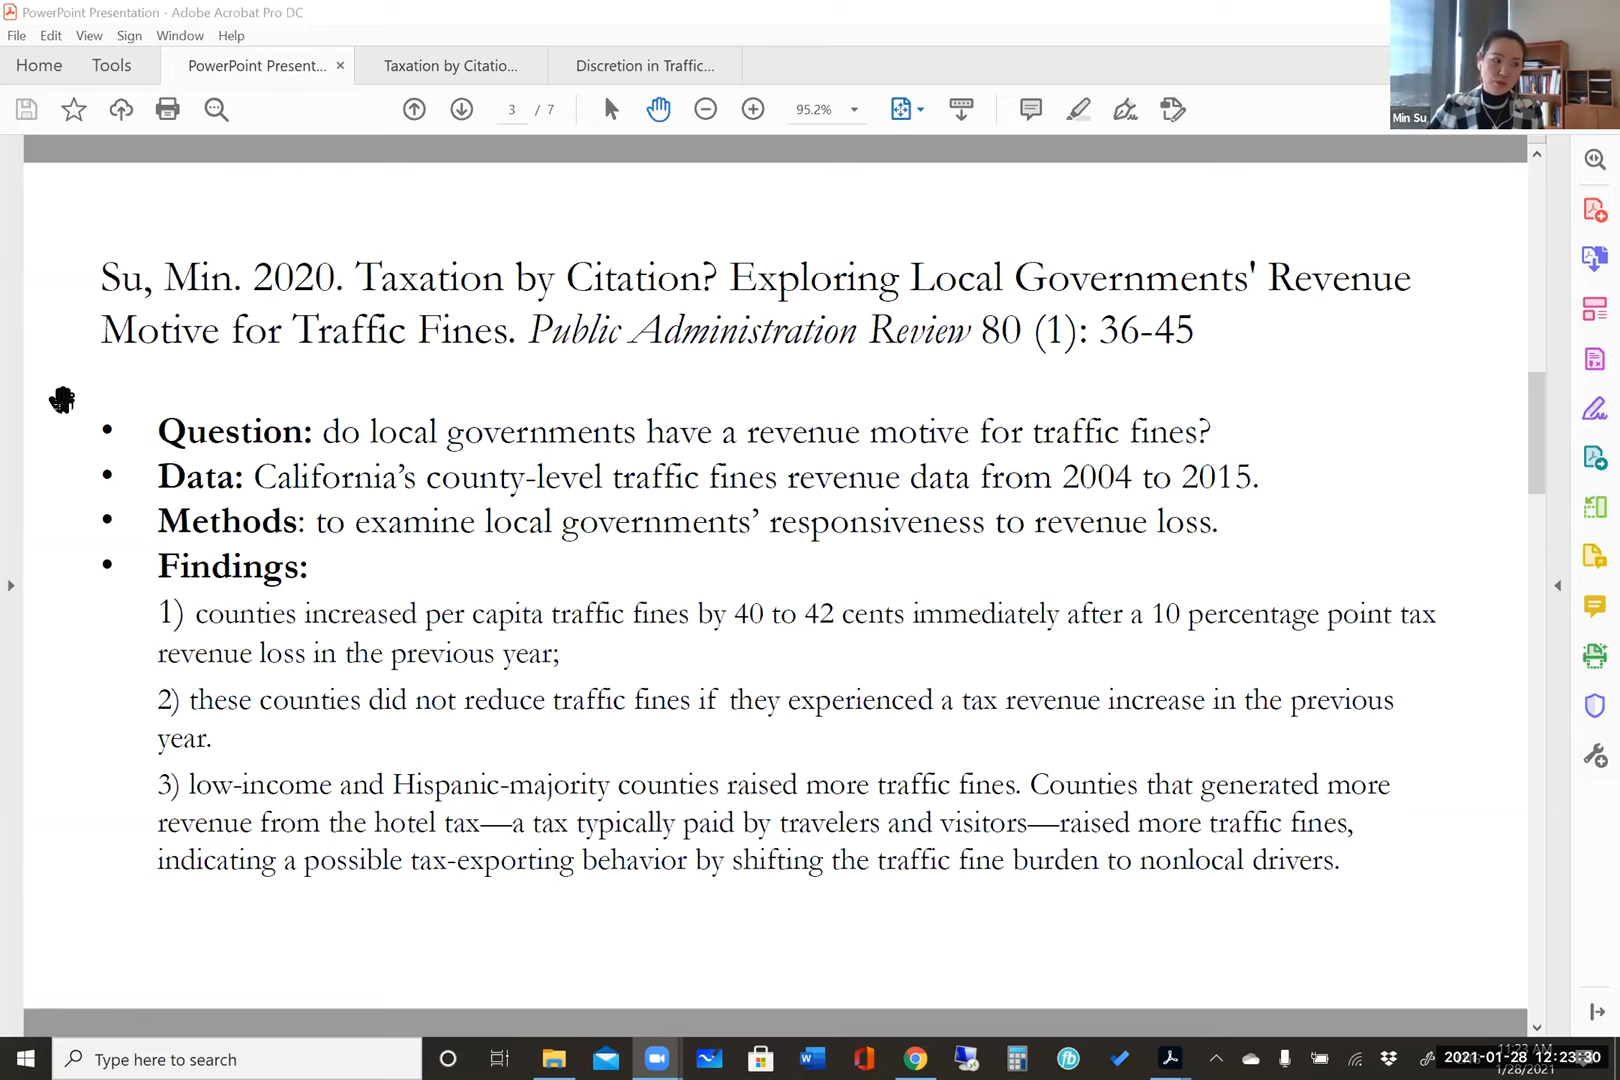 PowerPoint Presentation - Adobe Acrobat Pro DC
File Edit View Sign Window Help
Home Tools PowerPoint Present... × Taxation by Citatio... Discretion in Traffic...
3 / 7 95.2%
Min Su
Su, Min. 2020. Taxation by Citation? Exploring Local Governments' Revenue
Motive for Traffic Fines. Public Administration Review 80 (1): 36-45
• Question: do local governments have a revenue motive for traffic fines?
• Data: California’s county-level traffic fines revenue data from 2004 to 2015.
• Methods: to examine local governments’ responsiveness to revenue loss.
• Findings:
1) counties increased per capita traffic fines by 40 to 42 cents immediately after a 10 percentage point tax
revenue loss in the previous year;
2) these counties did not reduce traffic fines if they experienced a tax revenue increase in the previous
year.
3) low-income and Hispanic-majority counties raised more traffic fines. Counties that generated more
revenue from the hotel tax—a tax typically paid by travelers and visitors—raised more traffic fines,
indicating a possible tax-exporting behavior by shifting the traffic fine burden to nonlocal drivers.
Type here to search
11:23 AM
2021-01-28 12:23:30
1/28/2021